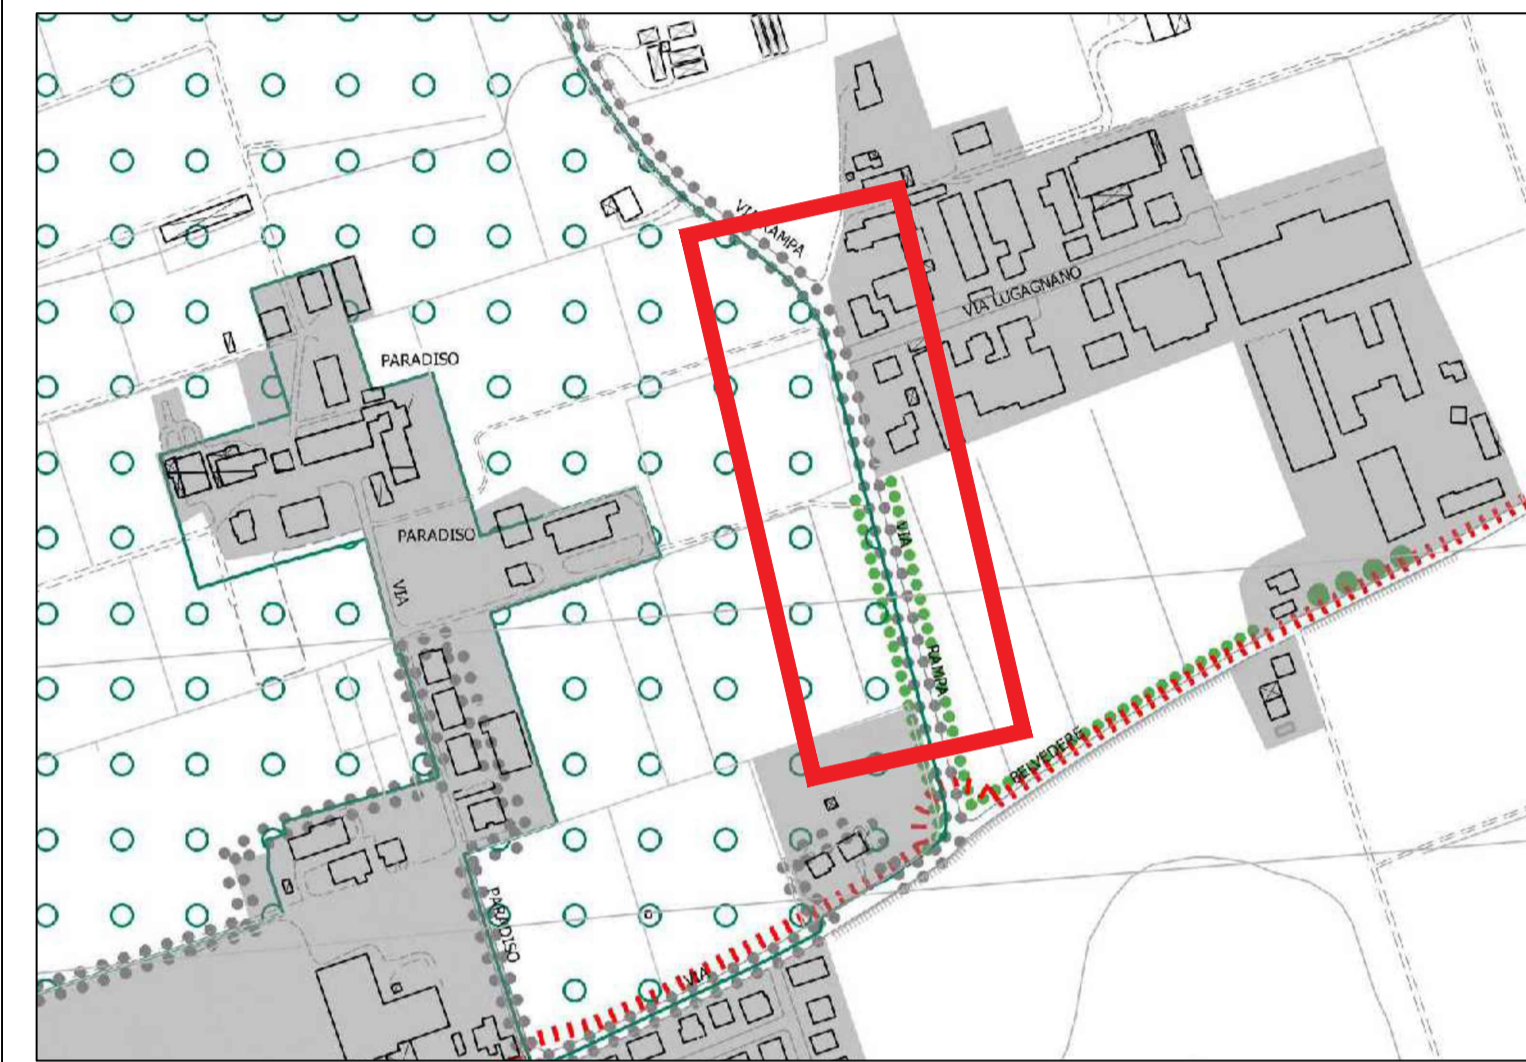 VIA RAMPA
VIA LUGAGNANO
PARADISO
PARADISO
VIA
VIA
RAMPA
BELVEDERE
PARADISO
VIA